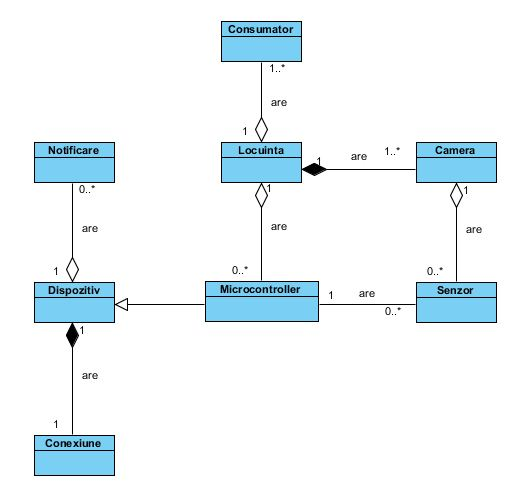 Consumator
1..*
are
1
Notificare
Locuinta
1
are
1..*
Camera
0..*
1
1
are
are
are
1
0..*
0..*
Dispozitiv
Microcontroller
1
are
0..*
Senzor
1
are
1
Conexiune